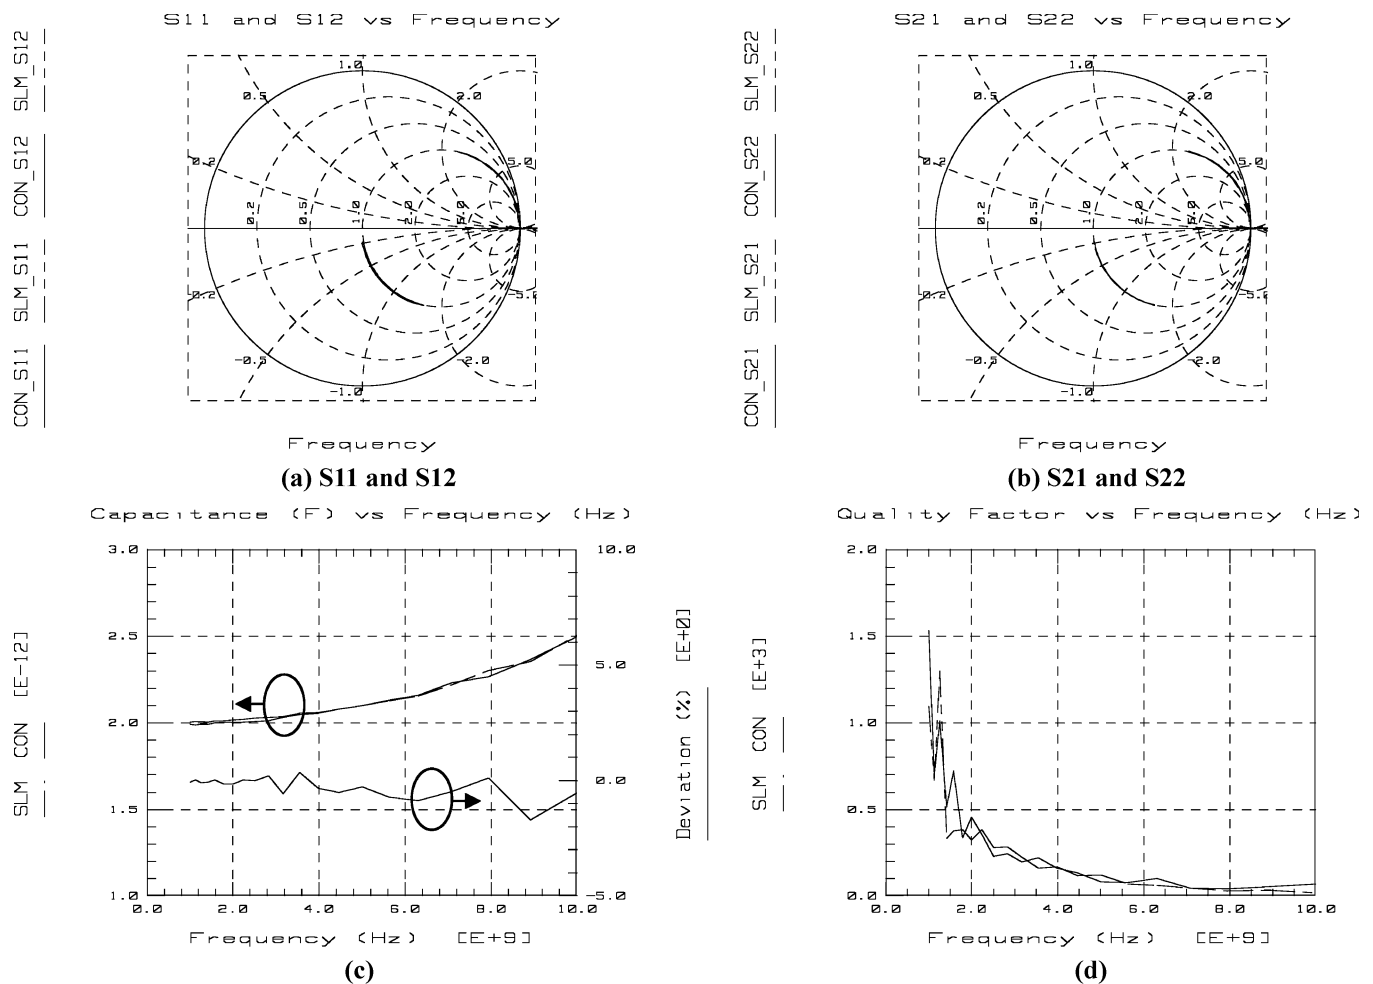 S11 and S12 vs Frequency
CON_S11 SLM_S11 CON_S12 SLM_S12
1.0
0.5 2.0
0.2 5.0
0.2 0.5 1.0 2.0 5.0
-0.2 -5.0
-0.5 -2.0
-1.0
Frequency
(a) S11 and S12
S21 and S22 vs Frequency
CON_S21 SLM_S21 CON_S22 SLM_S22
1.0
0.5 2.0
0.2 5.0
0.2 0.5 1.0 2.0 5.0
-0.2 -5.0
-0.5 -2.0
-1.0
Frequency
(b) S21 and S22
Capacitance (F) vs Frequency (Hz)
SLM CON [E-12]
3.0
2.5
2.0
1.5
1.0
10.0
5.0
0.0
-5.0
Deviation (%) [E+0]
0.0 2.0 4.0 6.0 8.0 10.0
Frequency (Hz) [E+9]
(c)
Quality Factor vs Frequency (Hz)
SLM CON [E+3]
2.0
1.5
1.0
0.5
0.0
0.0 2.0 4.0 6.0 8.0 10.0
Frequency (Hz) [E+9]
(d)